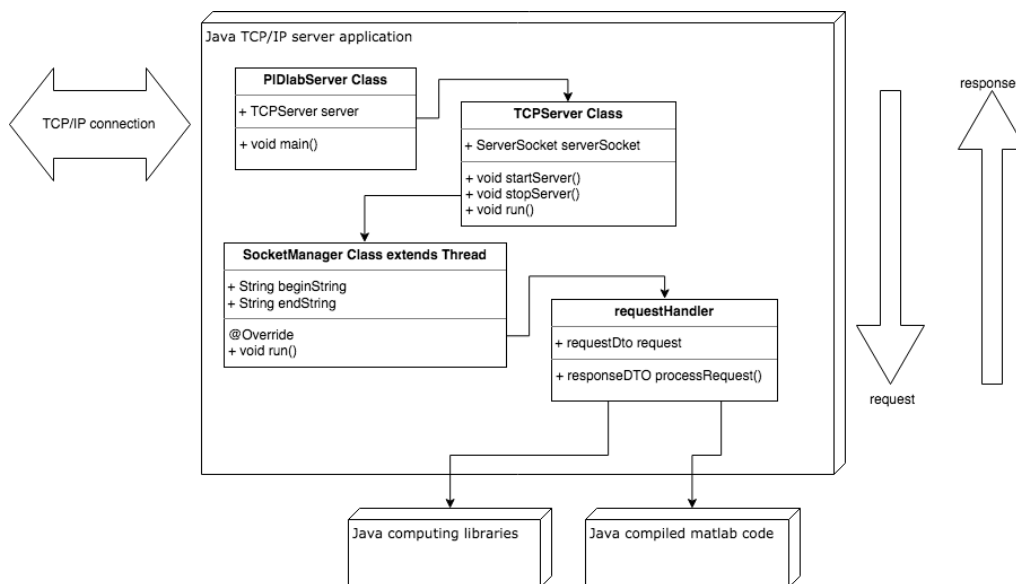 Java TCP/IP server application
PIDlabServer Class
+ TCPServer server
+ void main()
TCP/IP connection
TCPServer Class
+ ServerSocket serverSocket
+ void startServer()
+ void stopServer()
+ void run()
SocketManager Class extends Thread
+ String beginString
+ String endString
@Override
+ void run()
requestHandler
+ requestDto request
+ responseDTO processRequest()
response
request
Java computing libraries
Java compiled matlab code